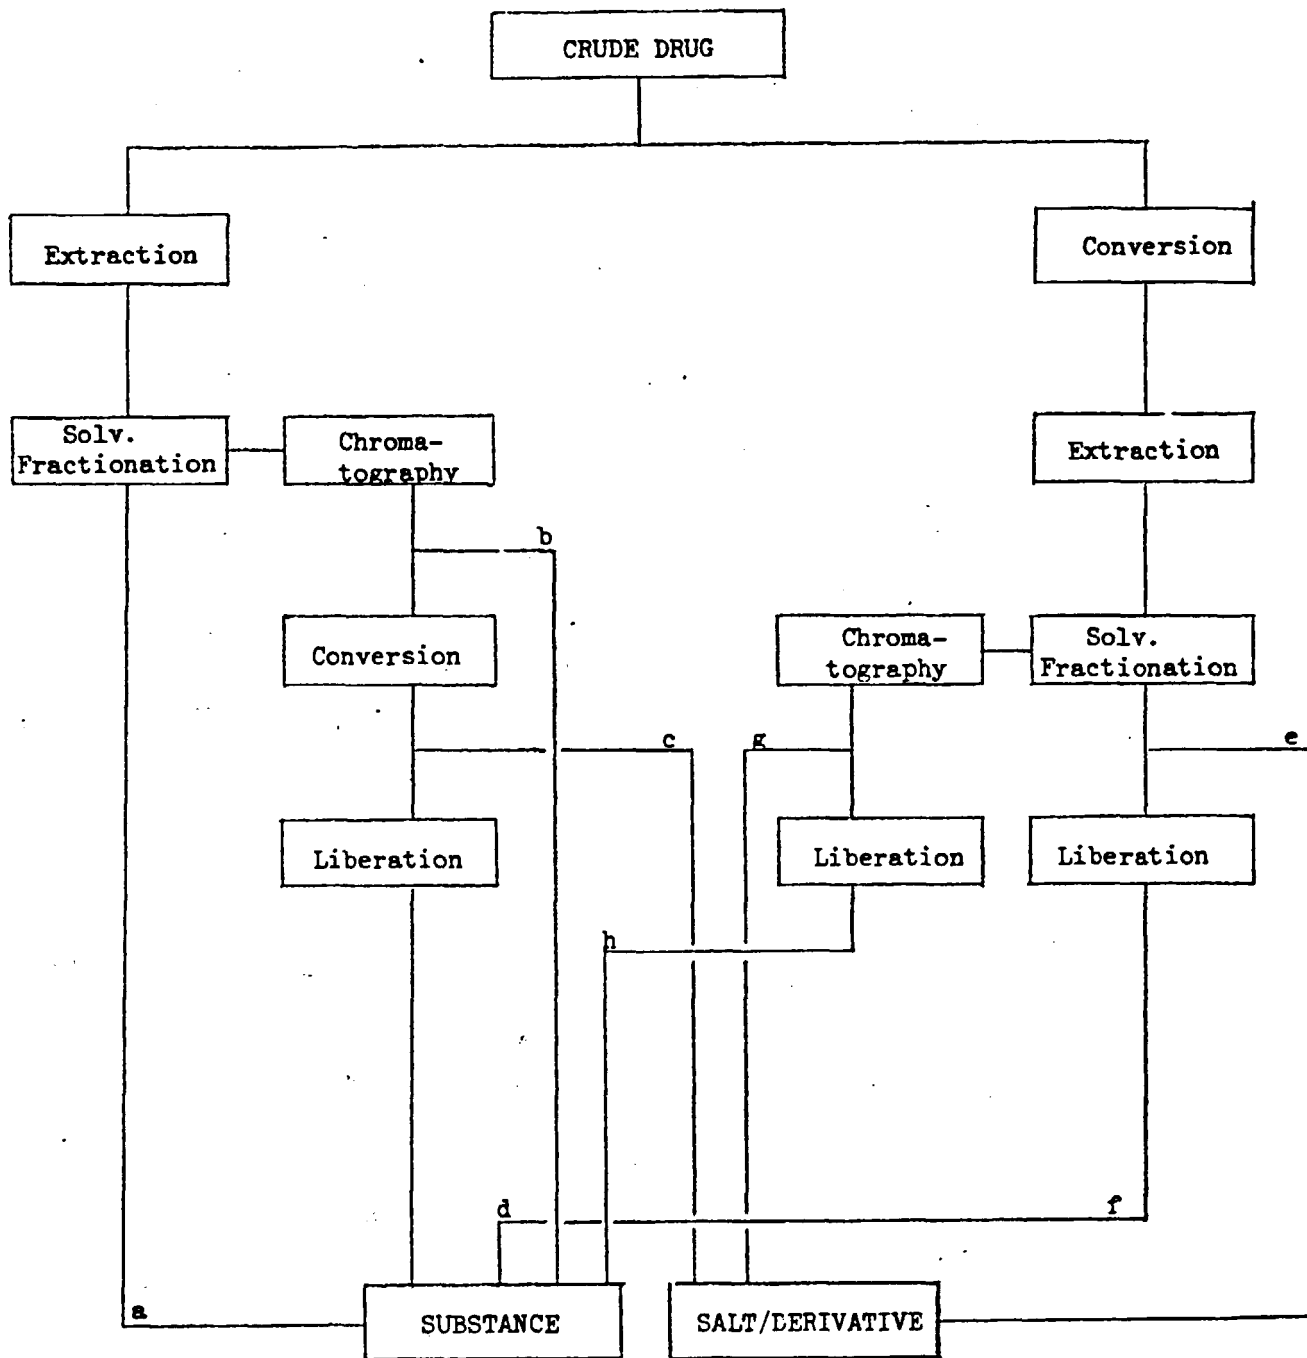 CRUDE DRUG
Extraction
Conversion
Solv.
Fractionation
Chroma-
tography
Extraction
b
Conversion
Chroma-
tography
Solv.
Fractionation
c
g
e
Liberation
Liberation
Liberation
h
d
f
a
SUBSTANCE
SALT/DERIVATIVE